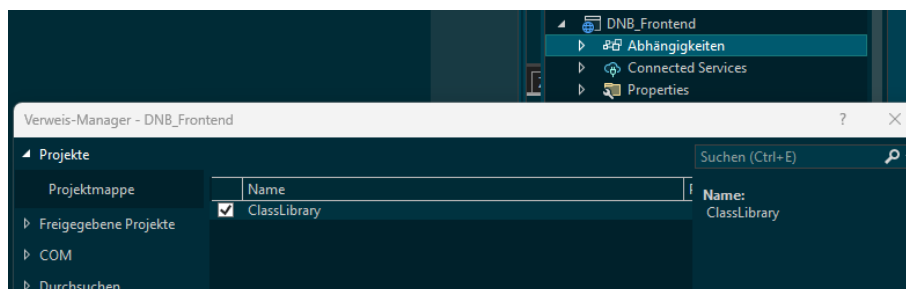 DNB_Frontend
Abhängigkeiten
Connected Services
Properties
Verweis-Manager - DNB_Frontend ?
Projekte
Suchen (Ctrl+E)
Projektmappe
Name
Name:
ClassLibrary
ClassLibrary
Freigegebene Projekte
COM
Durchsuchen